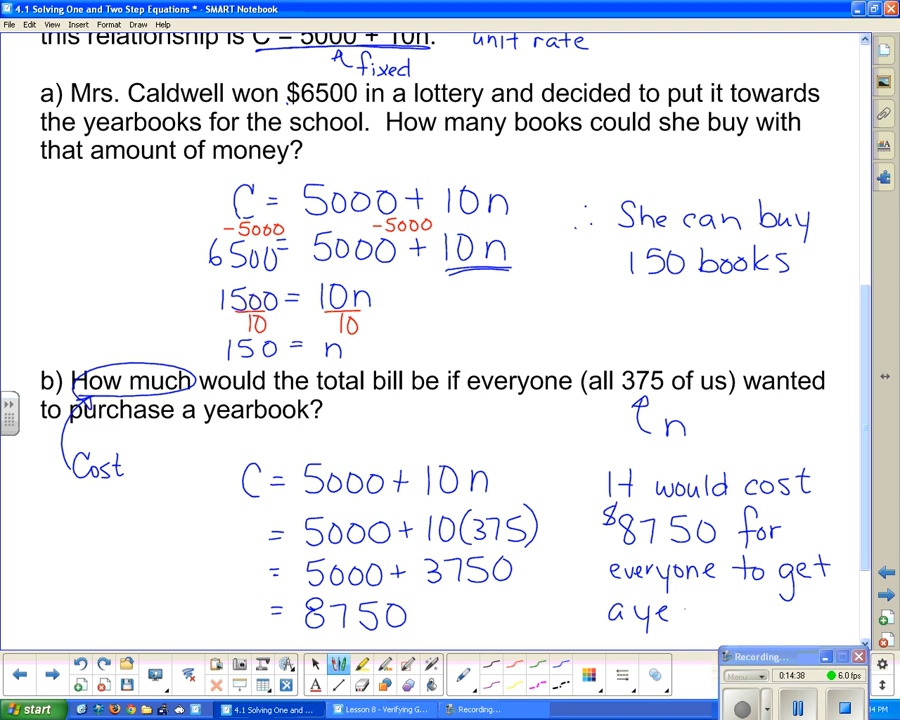 4.1 Solving One and Two Step Equations * - SMART Notebook
File Edit View Insert Format Draw Help
this relationship is C = 5000 + 10n. unit rate
fixed
a) Mrs. Caldwell won $6500 in a lottery and decided to put it towards
the yearbooks for the school. How many books could she buy with
that amount of money?
C = 5000 + 10n
-5000 -5000
6500 = 5000 + 10n
1500 = 10n
10 10
150 = n
∴ She can buy
150 books
b) How much would the total bill be if everyone (all 375 of us) wanted
to purchase a yearbook?
n
Cost
C = 5000 + 10n
= 5000 + 10(375)
= 5000 + 3750
= 8750
It would cost
$8750 for
everyone to get
a ye
Recording...
Menu
0:14:38
6.0 fps
start
4.1 Solving One and ...
Lesson 8 - Verifying G...
Recording...
4 PM